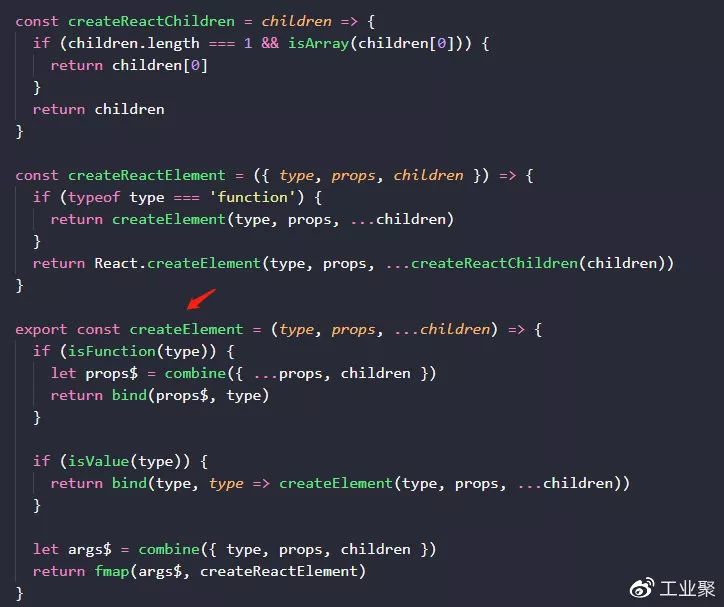 const createReactChildren = children => {
  if (children.length === 1 && isArray(children[0])) {
    return children[0]
  }
  return children
}

const createReactElement = ({ type, props, children }) => {
  if (typeof type === 'function') {
    return createElement(type, props, ...children)
  }
  return React.createElement(type, props, ...createReactChildren(children))
}

export const createElement = (type, props, ...children) => {
  if (isFunction(type)) {
    let props$ = combine({ ...props, children })
    return bind(props$, type)
  }

  if (isValue(type)) {
    return bind(type, type => createElement(type, props, ...children))
  }

  let args$ = combine({ type, props, children })
  return fmap(args$, createReactElement)
}
工业聚